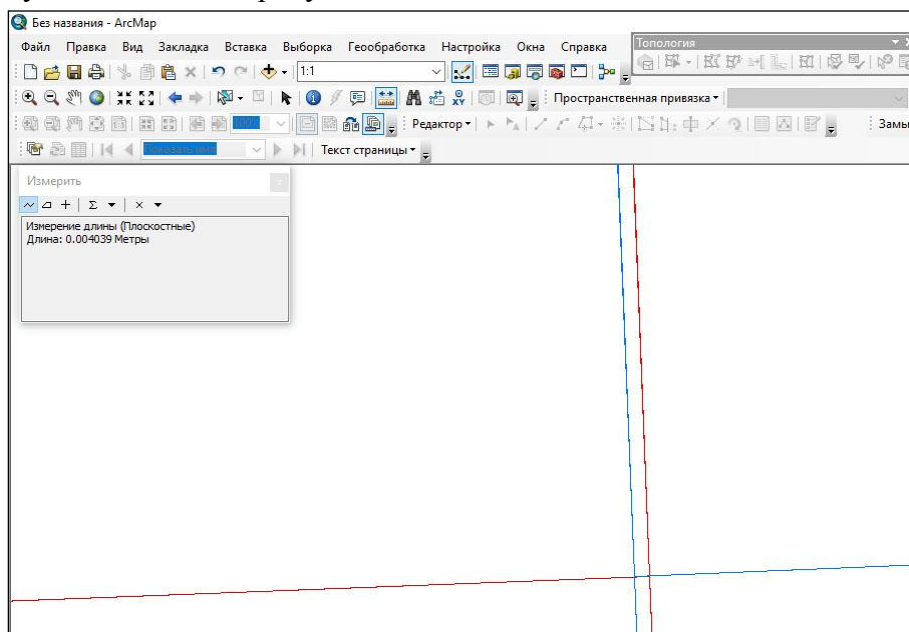 Без названия - ArcMap
Файл Правка Вид Закладка Вставка Выборка Геообработка Настройка Окна Справка
Топология
1:1
Пространственная привязка
100%
Редактор
Текст страницы
Измерить
Измерение длины (Плоскостные)
Длина: 0.004039 Метры